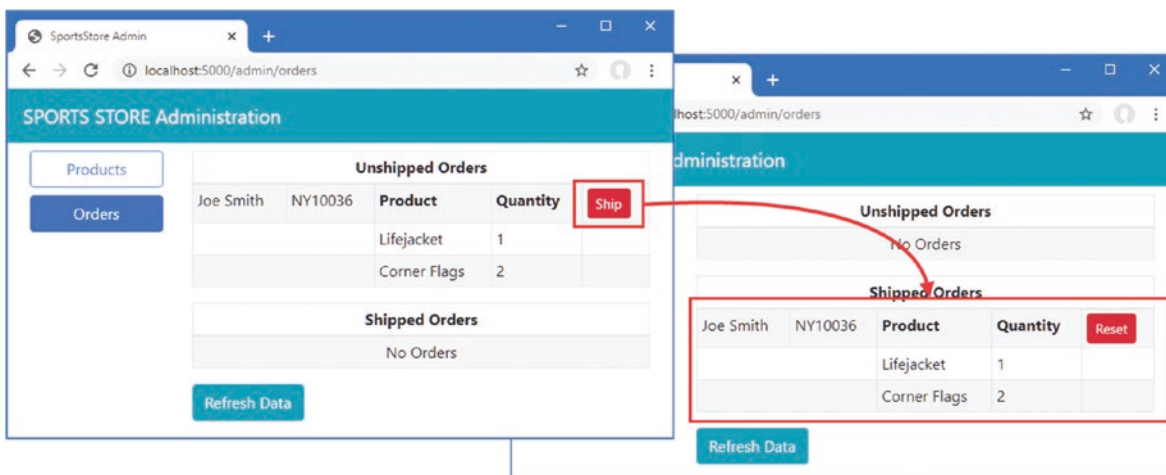 SportsStore Admin
localhost:5000/admin/orders
SPORTS STORE Administration
Products
Orders
Unshipped Orders
Joe Smith NY10036 Product Quantity Ship
Lifejacket 1
Corner Flags 2
Shipped Orders
No Orders
Refresh Data
lhost:5000/admin/orders
dministration
Unshipped Orders
No Orders
Shipped Orders
Joe Smith NY10036 Product Quantity Reset
Lifejacket 1
Corner Flags 2
Refresh Data